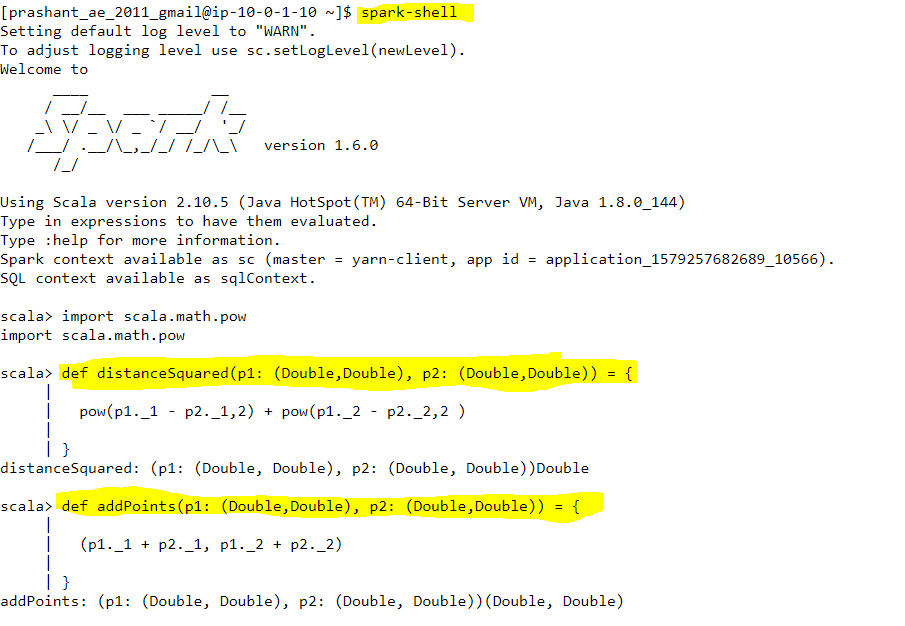 [prashant_ae_2011_gmail@ip-10-0-1-10 ~]$ spark-shell
Setting default log level to "WARN".
To adjust logging level use sc.setLogLevel(newLevel).
Welcome to
      ____              __
     / __/__  ___ _____/ /__
    _\ \/ _ \/ _ `/ __/  '_/
   /___/ .__/\_,_/_/ /_/\_\   version 1.6.0
      /_/
Using Scala version 2.10.5 (Java HotSpot(TM) 64-Bit Server VM, Java 1.8.0_144)
Type in expressions to have them evaluated.
Type :help for more information.
Spark context available as sc (master = yarn-client, app id = application_1579257682689_10566).
SQL context available as sqlContext.
scala> import scala.math.pow
import scala.math.pow
scala> def distanceSquared(p1: (Double,Double), p2: (Double,Double)) = {
     |
     |   pow(p1._1 - p2._1,2) + pow(p1._2 - p2._2,2 )
     |
     | }
distanceSquared: (p1: (Double, Double), p2: (Double, Double))Double
scala> def addPoints(p1: (Double,Double), p2: (Double,Double)) = {
     |
     |   (p1._1 + p2._1, p1._2 + p2._2)
     |
     | }
addPoints: (p1: (Double, Double), p2: (Double, Double))(Double, Double)